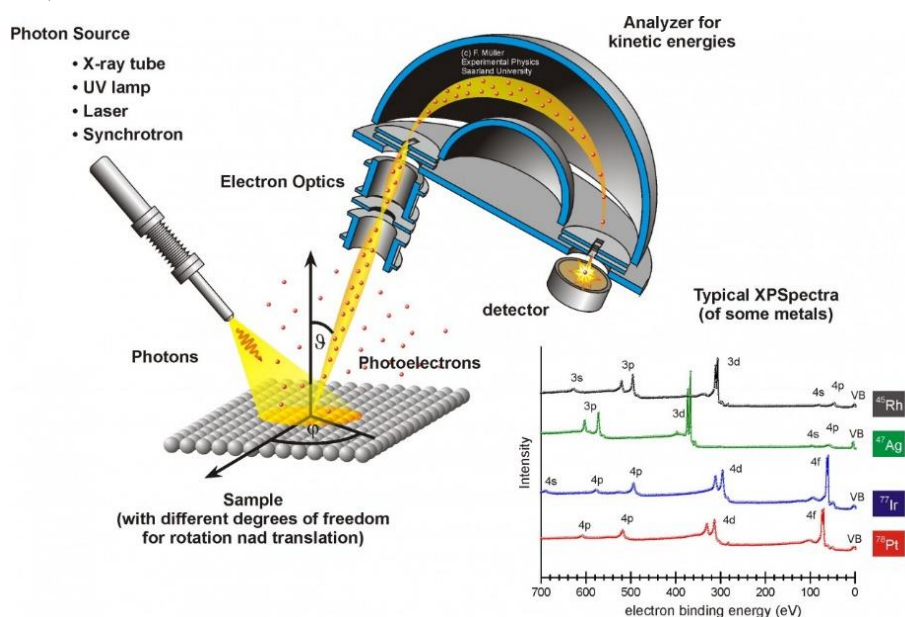 Photon Source
• X-ray tube
• UV lamp
• Laser
• Synchrotron
Analyzer for
kinetic energies
(c) F. Müller
Experimental Physics
Saarland University
Electron Optics
detector
Photons
ϑ
Photoelectrons
φ
Sample
(with different degrees of freedom
for rotation nad translation)
Typical XPSpectra
(of some metals)
3s
3p
3d
4s
4p
VB
45Rh
3p
3d
4s
4p
VB
47Ag
4s
4p
4p
4d
4f
VB
77Ir
4p
4p
4d
4f
VB
78Pt
Intensity
700 600 500 400 300 200 100 0
electron binding energy (eV)